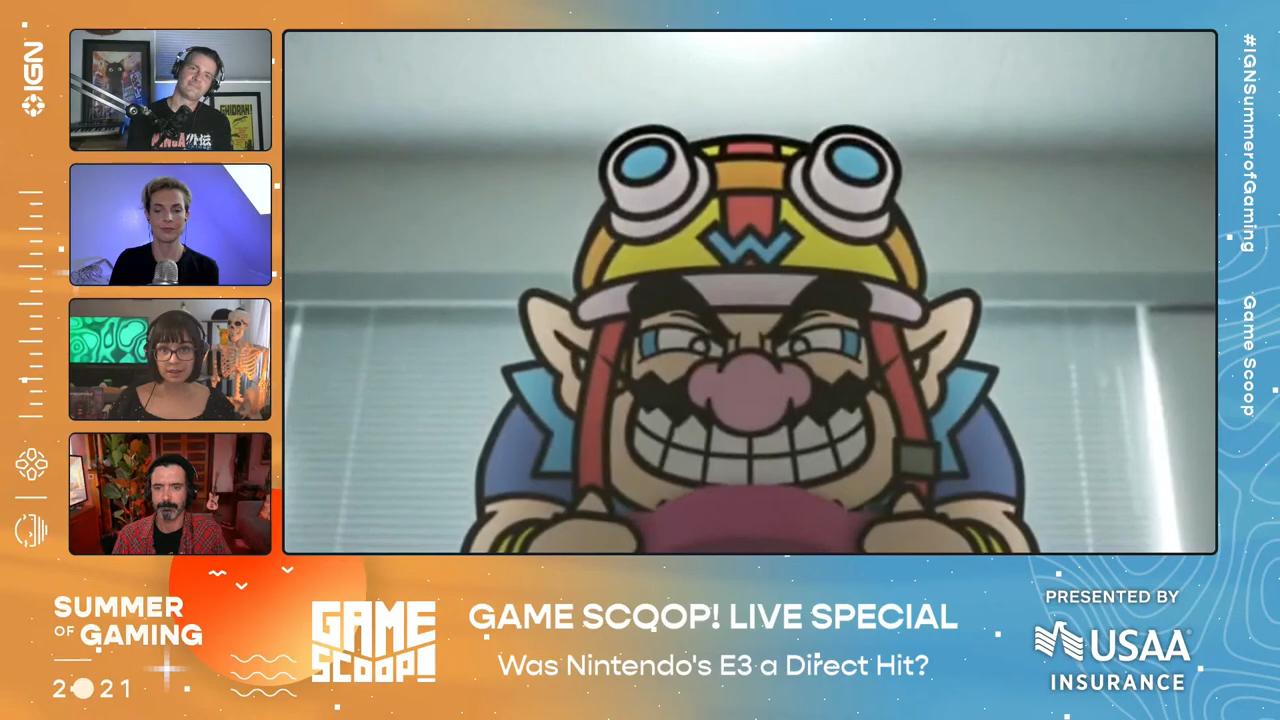 IGN
GHIDRAH!
W
#IGNSummerofGaming
Game Scoop
SUMMER
OF GAMING
2021
GAME
SCOOP!
GAME SCOOP! LIVE SPECIAL
Was Nintendo's E3 a Direct Hit?
PRESENTED BY
USAA®
INSURANCE